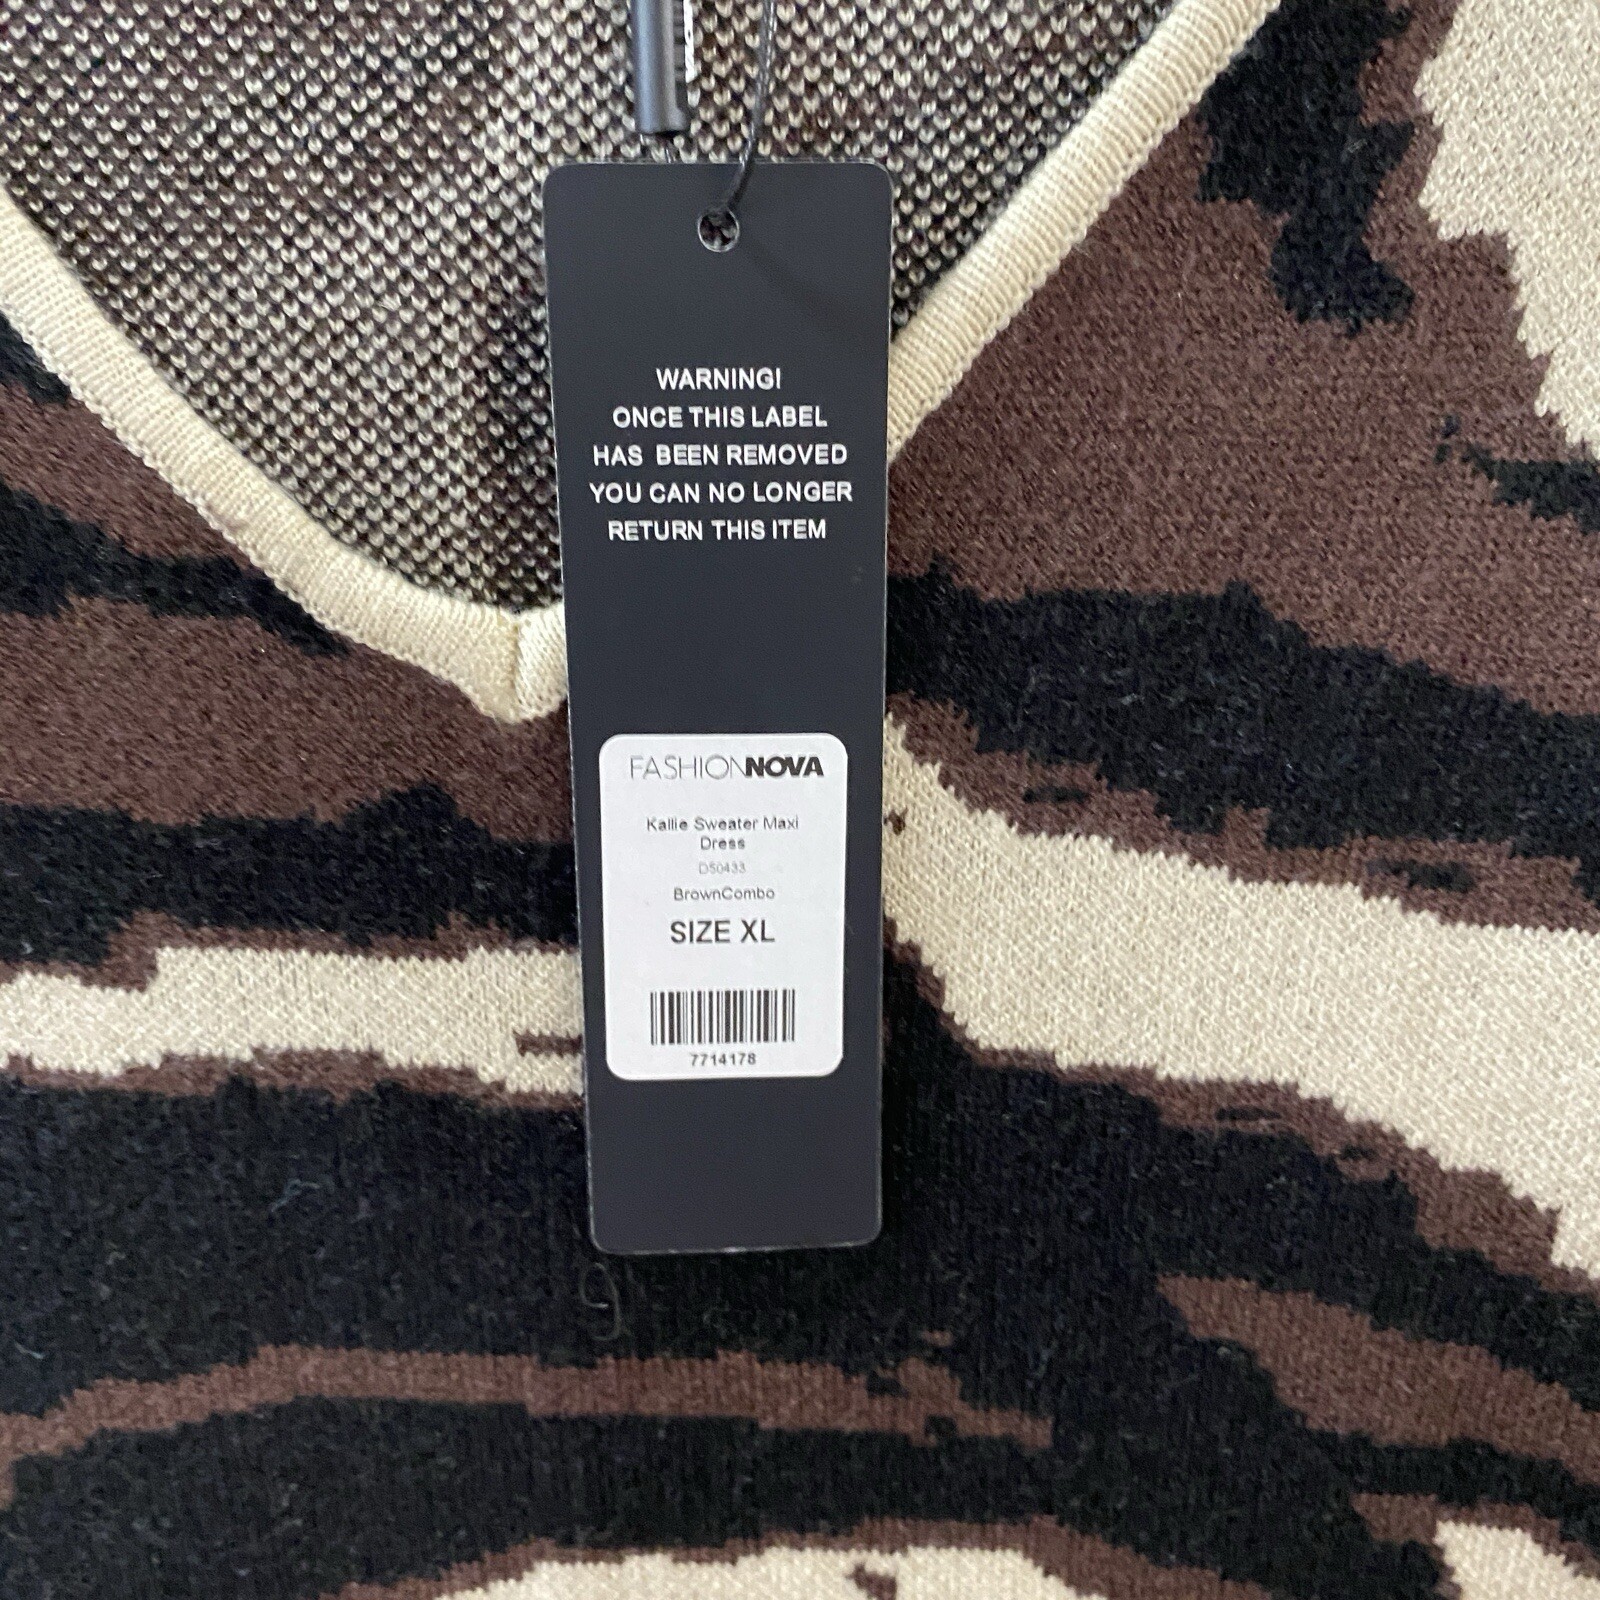 WARNING!
ONCE THIS LABEL
HAS BEEN REMOVED
YOU CAN NO LONGER
RETURN THIS ITEM
FASHIONNOVA
Kallie Sweater Maxi
Dress
D50433
BrownCombo
SIZE XL
7714178